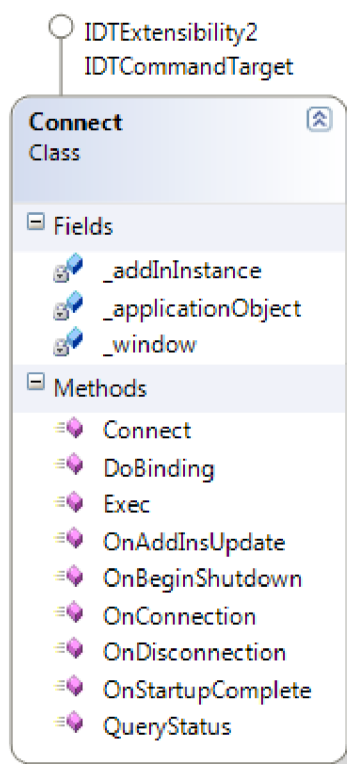 IDTExtensibility2
IDTCommandTarget
Connect
Class
Fields
_addInInstance
_applicationObject
_window
Methods
Connect
DoBinding
Exec
OnAddInsUpdate
OnBeginShutdown
OnConnection
OnDisconnection
OnStartupComplete
QueryStatus